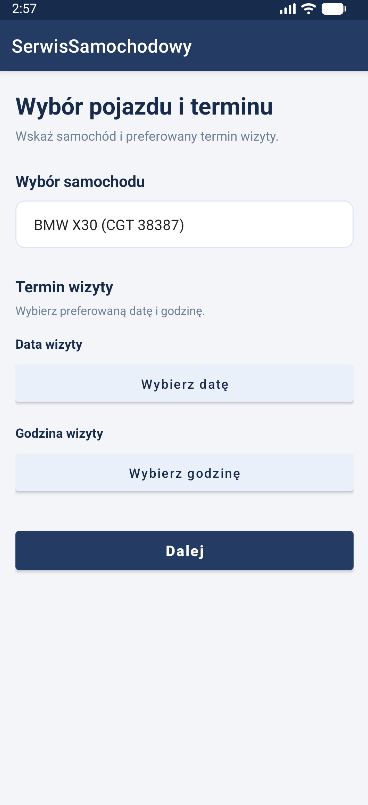 2:57
SerwisSamochodowy
Wybór pojazdu i terminu
Wskaż samochód i preferowany termin wizyty.
Wybór samochodu
BMW X30 (CGT 38387)
Termin wizyty
Wybierz preferowaną datę i godzinę.
Data wizyty
Wybierz datę
Godzina wizyty
Wybierz godzinę
Dalej